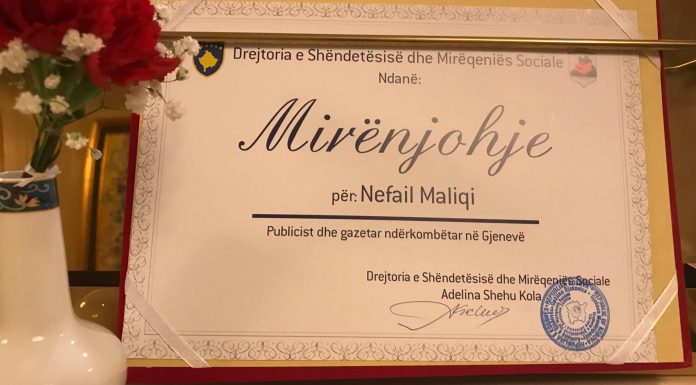 Drejtoria e Shëndetësisë dhe Mirëqeniës Sociale
Ndanë:
Mirënjohje
për: Nefail Maliqi
Publicist dhe gazetar ndërkombëtar në Gjenevë
Drejtoria e Shëndetësisë dhe Mirëqeniës Sociale
Adelina Shehu Kola